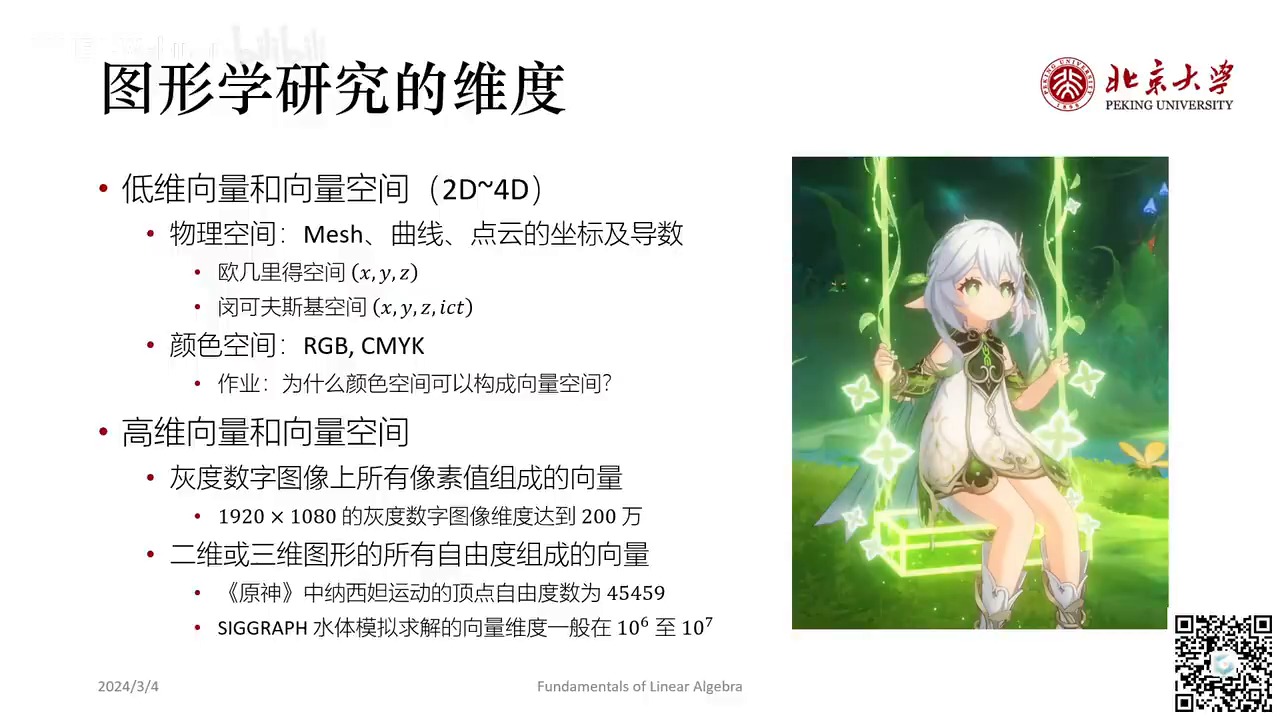 图形学研究的维度
北京大学
PEKING UNIVERSITY
• 低维向量和向量空间（2D~4D）
• 物理空间：Mesh、曲线、点云的坐标及导数
• 欧几里得空间 (x, y, z)
• 闵可夫斯基空间 (x, y, z, ict)
• 颜色空间：RGB, CMYK
• 作业：为什么颜色空间可以构成向量空间？
• 高维向量和向量空间
• 灰度数字图像上所有像素值组成的向量
• 1920 × 1080 的灰度数字图像维度达到 200 万
• 二维或三维图形的所有自由度组成的向量
• 《原神》中纳西妲运动的顶点自由度数为 45459
• SIGGRAPH 水体模拟求解的向量维度一般在 10⁶ 至 10⁷
2024/3/4
Fundamentals of Linear Algebra